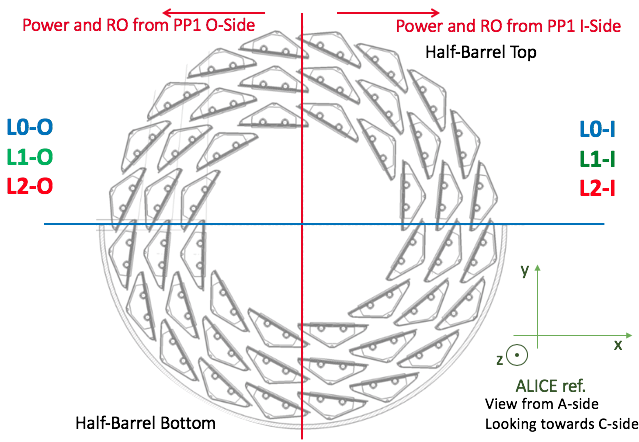 Power and RO from PP1 O-Side
Power and RO from PP1 I-Side
Half-Barrel Top
L0-O
L1-O
L2-O
L0-I
L1-I
L2-I
y
x
z
ALICE ref.
View from A-side
Looking towards C-side
Half-Barrel Bottom